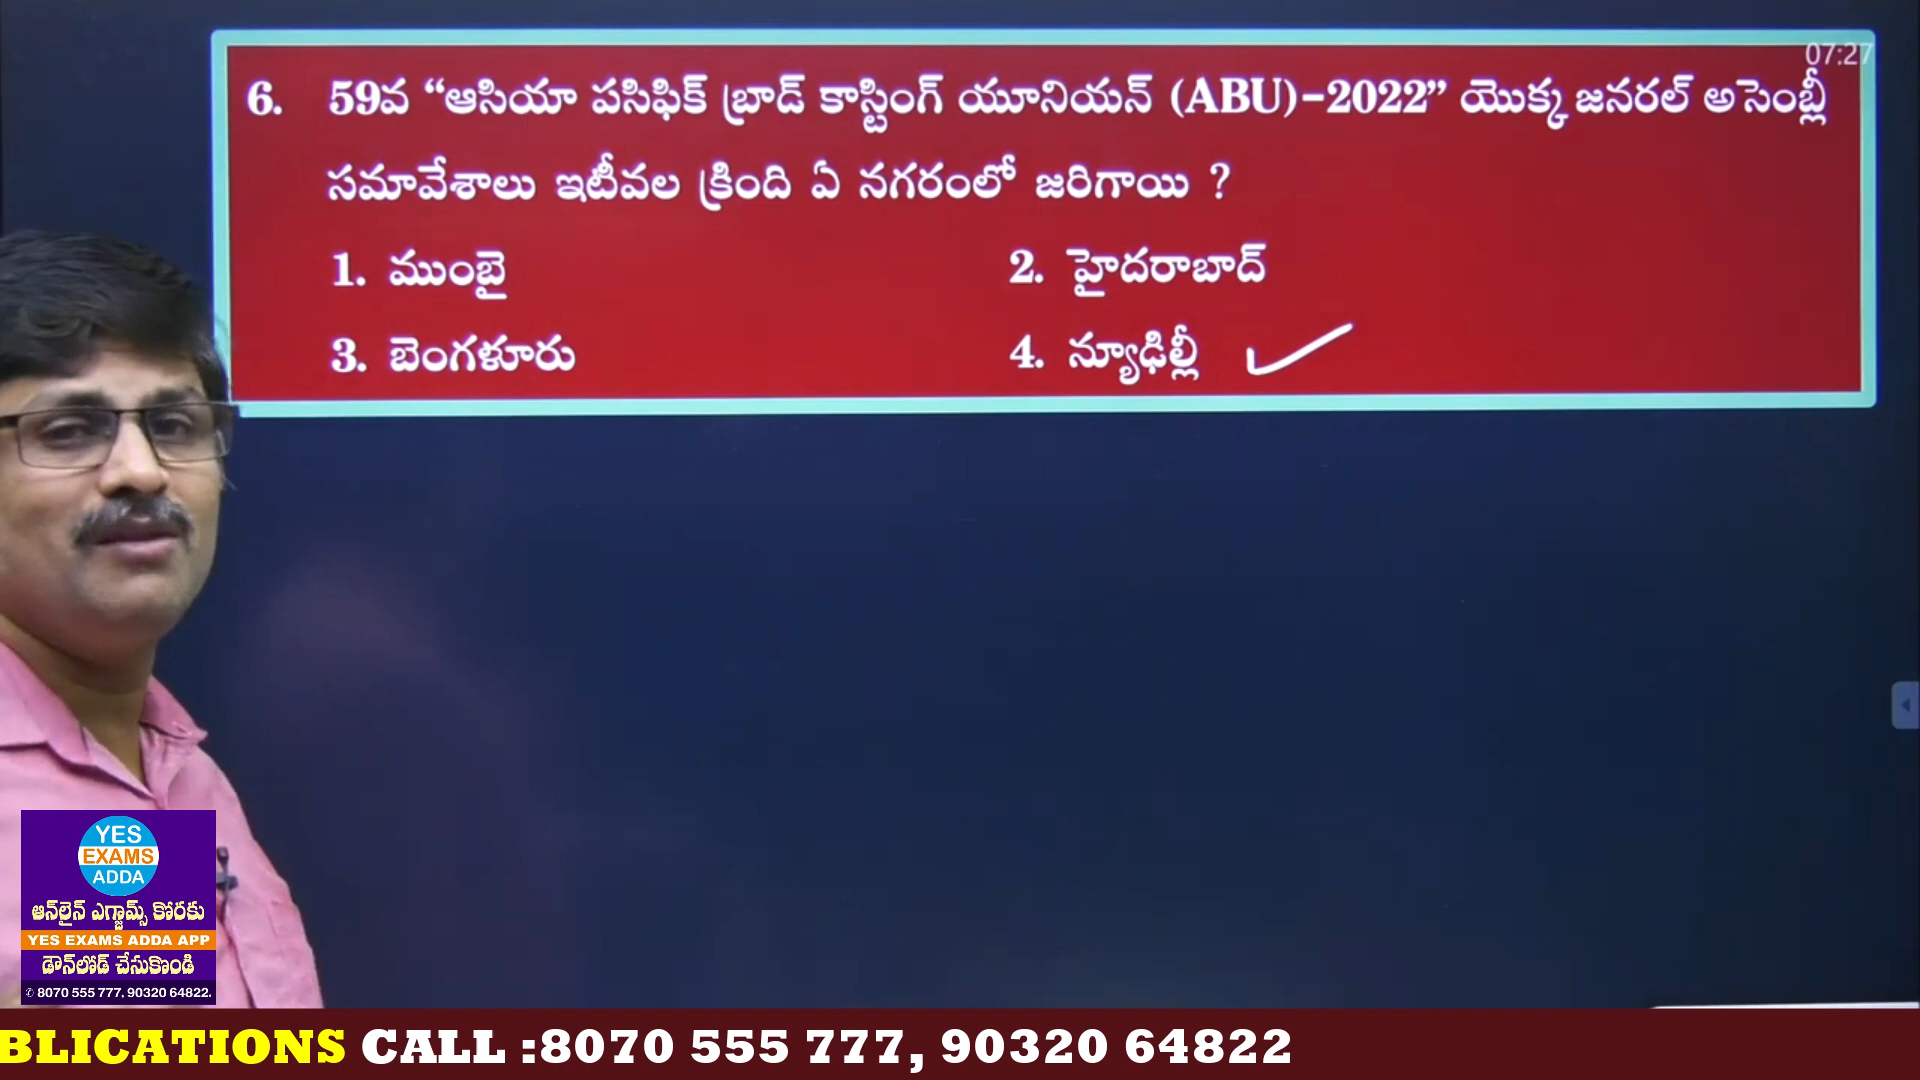 07:27
6. 59వ “ఆసియా పసిఫిక్ బ్రాడ్ కాస్టింగ్ యూనియన్ (ABU)-2022” యొక్క జనరల్ అసెంబ్లీ
సమావేశాలు ఇటీవల క్రింది ఏ నగరంలో జరిగాయి ?
1. ముంబై 2. హైదరాబాద్
3. బెంగళూరు 4. న్యూఢిల్లీ
YES
EXAMS
ADDA
ఆన్‌లైన్ ఎగ్జామ్స్ కోరకు
YES EXAMS ADDA APP
డౌన్‌లోడ్ చేసుకొండి
✆ 8070 555 777, 90320 64822.
BLICATIONS CALL :8070 555 777, 90320 64822